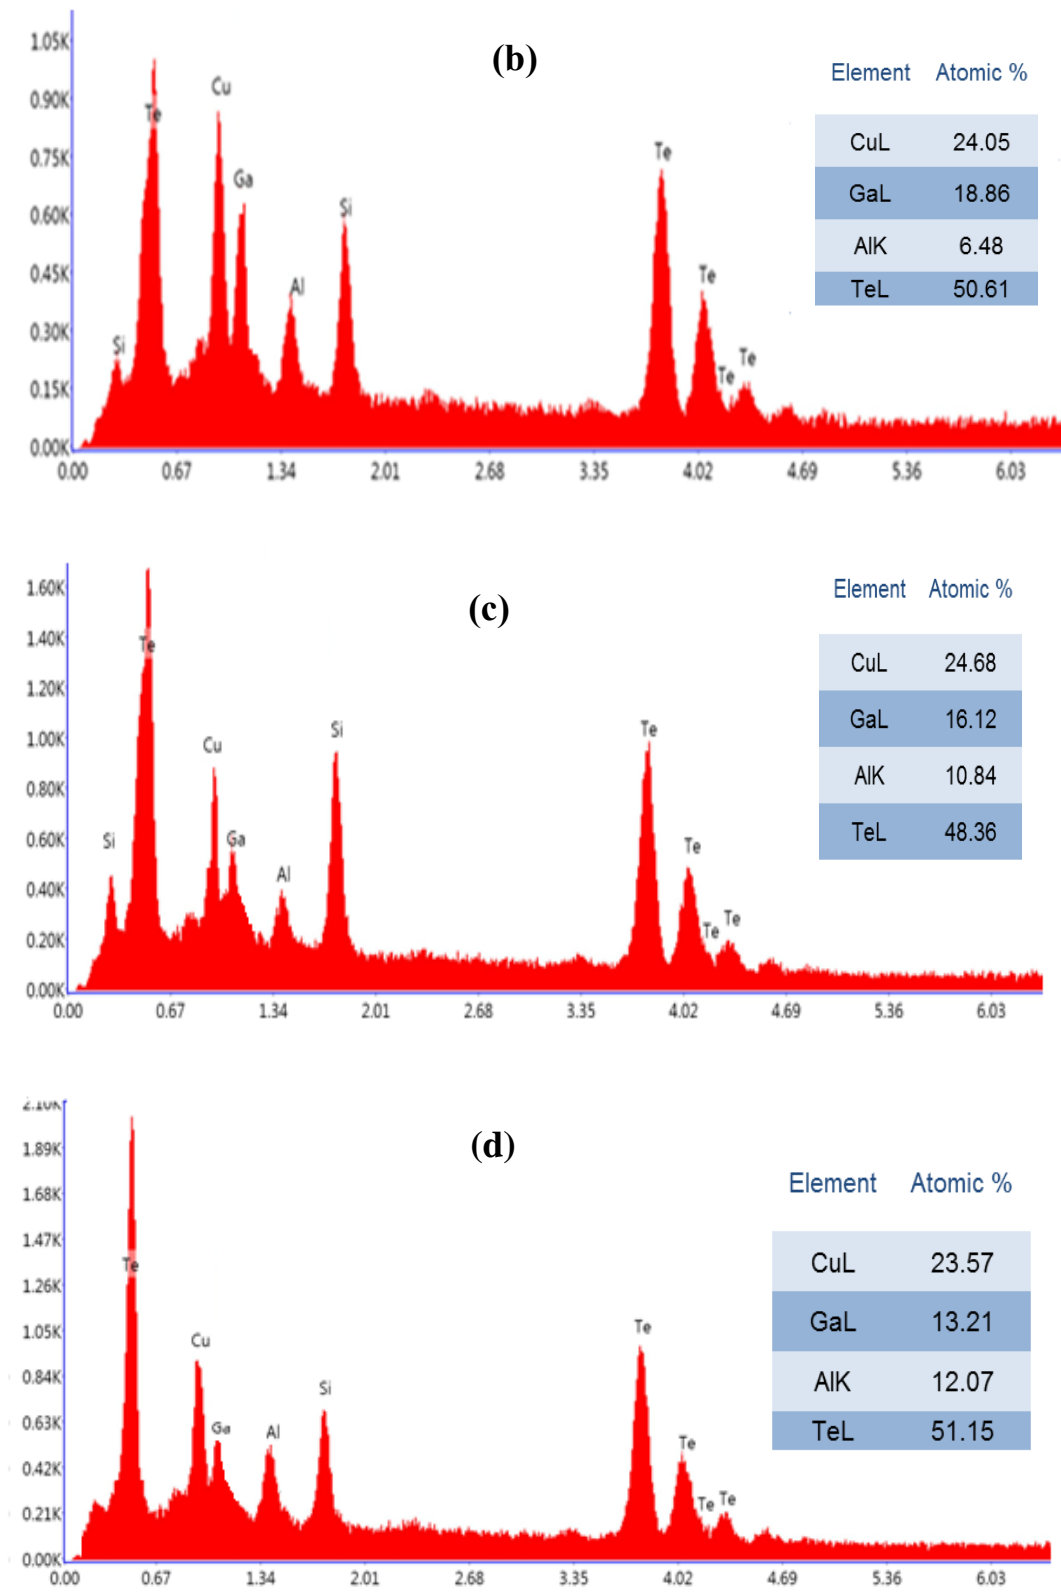 (b)
1.05K
0.90K
0.75K
0.60K
0.45K
0.30K
0.15K
0.00K
Si
Te
Cu
Ga
Al
Si
Te
Te
Te
Te
0.00 0.67 1.34 2.01 2.68 3.35 4.02 4.69 5.36 6.03
Element Atomic %
CuL 24.05
GaL 18.86
AlK 6.48
TeL 50.61
(c)
1.60K
1.40K
1.20K
1.00K
0.80K
0.60K
0.40K
0.20K
0.00K
Si
Te
Cu
Ga
Al
Si
Te
Te
Te
Te
0.00 0.67 1.34 2.01 2.68 3.35 4.02 4.69 5.36 6.03
Element Atomic %
CuL 24.68
GaL 16.12
AlK 10.84
TeL 48.36
(d)
2.10K
1.89K
1.68K
1.47K
1.26K
1.05K
0.84K
0.63K
0.42K
0.21K
0.00K
Te
Cu
Ga
Al
Si
Te
Te
Te
Te
0.00 0.67 1.34 2.01 2.68 3.35 4.02 4.69 5.36 6.03
Element Atomic %
CuL 23.57
GaL 13.21
AlK 12.07
TeL 51.15